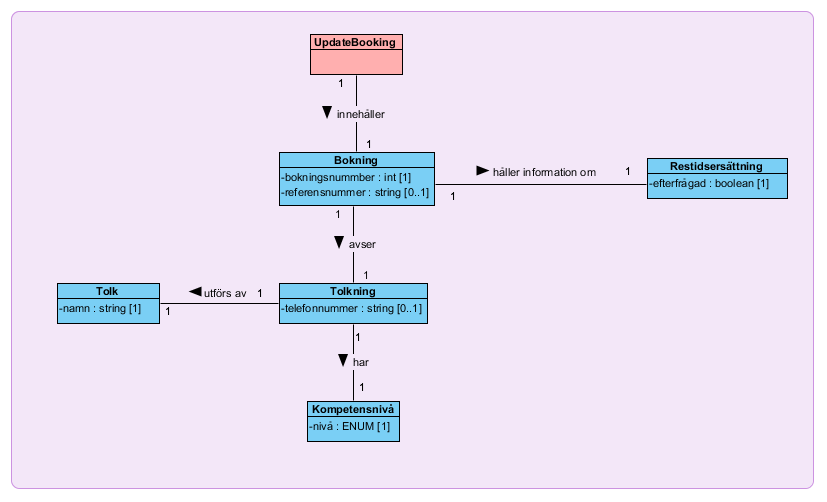 UpdateBooking
1
innehåller
1
Bokning
-bokningsnummber : int [1]
-referensnummer : string [0..1]
håller information om
1
1
Restidsersättning
-efterfrågad : boolean [1]
1
avser
1
Tolk
-namn : string [1]
utförs av
1
1
Tolkning
-telefonnummer : string [0..1]
1
har
1
Kompetensnivå
-nivå : ENUM [1]